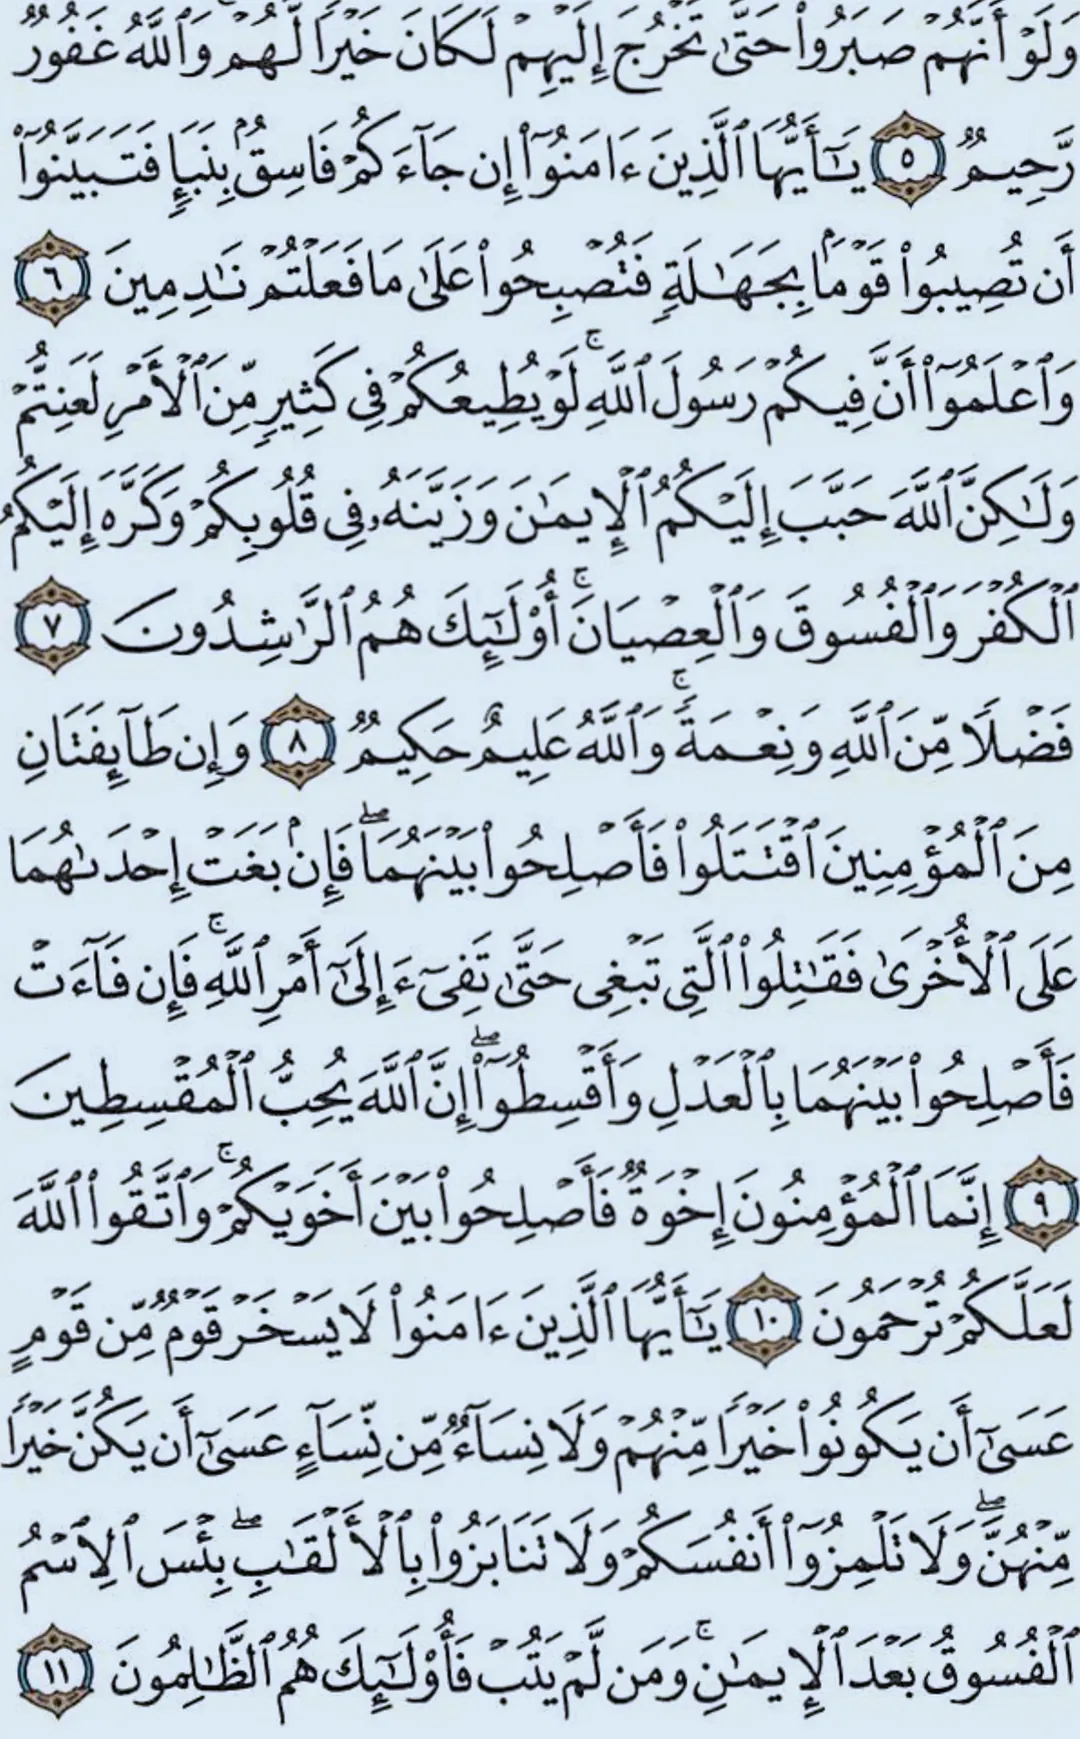 وَلَوْ أَنَّهُمْ صَبَرُوا۟ حَتَّىٰ تَخْرُجَ إِلَيْهِمْ لَكَانَ خَيْرًا لَّهُمْ وَٱللَّهُ غَفُورٌ
رَّحِيمٌ ٥ يَـٰٓأَيُّهَا ٱلَّذِينَ ءَامَنُوٓا۟ إِن جَآءَكُمْ فَاسِقٌۢ بِنَبَإٍ فَتَبَيَّنُوٓا۟
أَن تُصِيبُوا۟ قَوْمًۢا بِجَهَـٰلَةٍ فَتُصْبِحُوا۟ عَلَىٰ مَا فَعَلْتُمْ نَـٰدِمِينَ ٦
وَٱعْلَمُوٓا۟ أَنَّ فِيكُمْ رَسُولَ ٱللَّهِ ۚ لَوْ يُطِيعُكُمْ فِى كَثِيرٍ مِّنَ ٱلْأَمْرِ لَعَنِتُّمْ
وَلَـٰكِنَّ ٱللَّهَ حَبَّبَ إِلَيْكُمُ ٱلْإِيمَـٰنَ وَزَيَّنَهُۥ فِى قُلُوبِكُمْ وَكَرَّهَ إِلَيْكُمُ
ٱلْكُفْرَ وَٱلْفُسُوقَ وَٱلْعِصْيَانَ ۚ أُو۟لَـٰٓئِكَ هُمُ ٱلرَّٰشِدُونَ ٧
فَضْلًا مِّنَ ٱللَّهِ وَنِعْمَةً ۚ وَٱللَّهُ عَلِيمٌ حَكِيمٌ ٨ وَإِن طَآئِفَتَانِ
مِنَ ٱلْمُؤْمِنِينَ ٱقْتَتَلُوا۟ فَأَصْلِحُوا۟ بَيْنَهُمَا ۖ فَإِنۢ بَغَتْ إِحْدَىٰهُمَا
عَلَى ٱلْأُخْرَىٰ فَقَـٰتِلُوا۟ ٱلَّتِى تَبْغِى حَتَّىٰ تَفِىٓءَ إِلَىٰٓ أَمْرِ ٱللَّهِ ۚ فَإِن فَآءَتْ
فَأَصْلِحُوا۟ بَيْنَهُمَا بِٱلْعَدْلِ وَأَقْسِطُوٓا۟ ۖ إِنَّ ٱللَّهَ يُحِبُّ ٱلْمُقْسِطِينَ
٩ إِنَّمَا ٱلْمُؤْمِنُونَ إِخْوَةٌ فَأَصْلِحُوا۟ بَيْنَ أَخَوَيْكُمْ ۚ وَٱتَّقُوا۟ ٱللَّهَ
لَعَلَّكُمْ تُرْحَمُونَ ١٠ يَـٰٓأَيُّهَا ٱلَّذِينَ ءَامَنُوا۟ لَا يَسْخَرْ قَوْمٌ مِّن قَوْمٍ
عَسَىٰٓ أَن يَكُونُوا۟ خَيْرًا مِّنْهُمْ وَلَا نِسَآءٌ مِّن نِّسَآءٍ عَسَىٰٓ أَن يَكُنَّ خَيْرًا
مِّنْهُنَّ ۖ وَلَا تَلْمِزُوٓا۟ أَنفُسَكُمْ وَلَا تَنَابَزُوا۟ بِٱلْأَلْقَـٰبِ ۖ بِئْسَ ٱلِٱسْمُ
ٱلْفُسُوقُ بَعْدَ ٱلْإِيمَـٰنِ ۚ وَمَن لَّمْ يَتُبْ فَأُو۟لَـٰٓئِكَ هُمُ ٱلظَّـٰلِمُونَ ١١